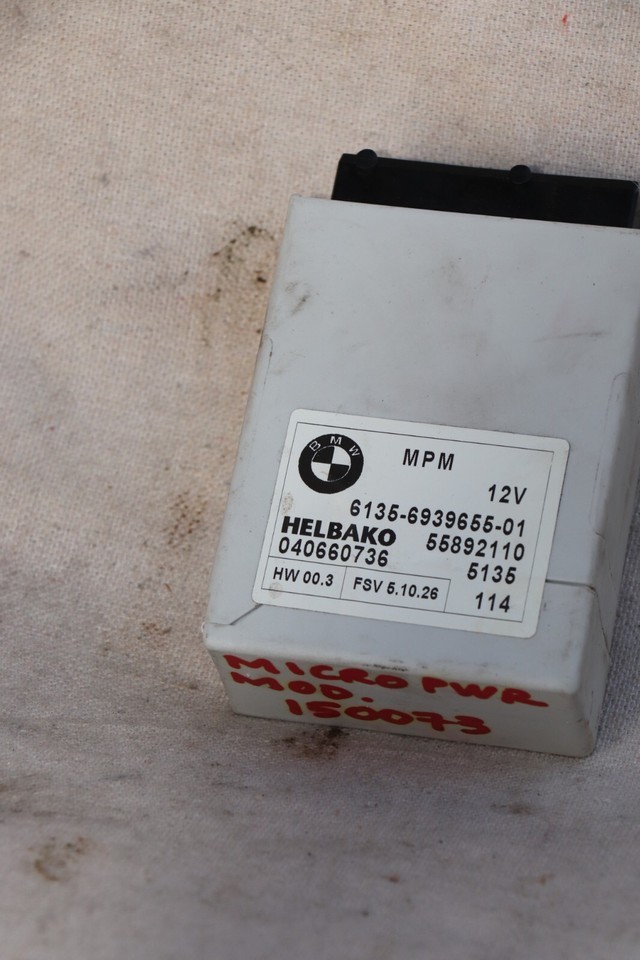 BMW
MPM
12V
6135-6939655-01
HELBAKO 55892110
040660736 5135
HW 00.3 FSV 5.10.26 114
MICRO PWR
MOD.
150073